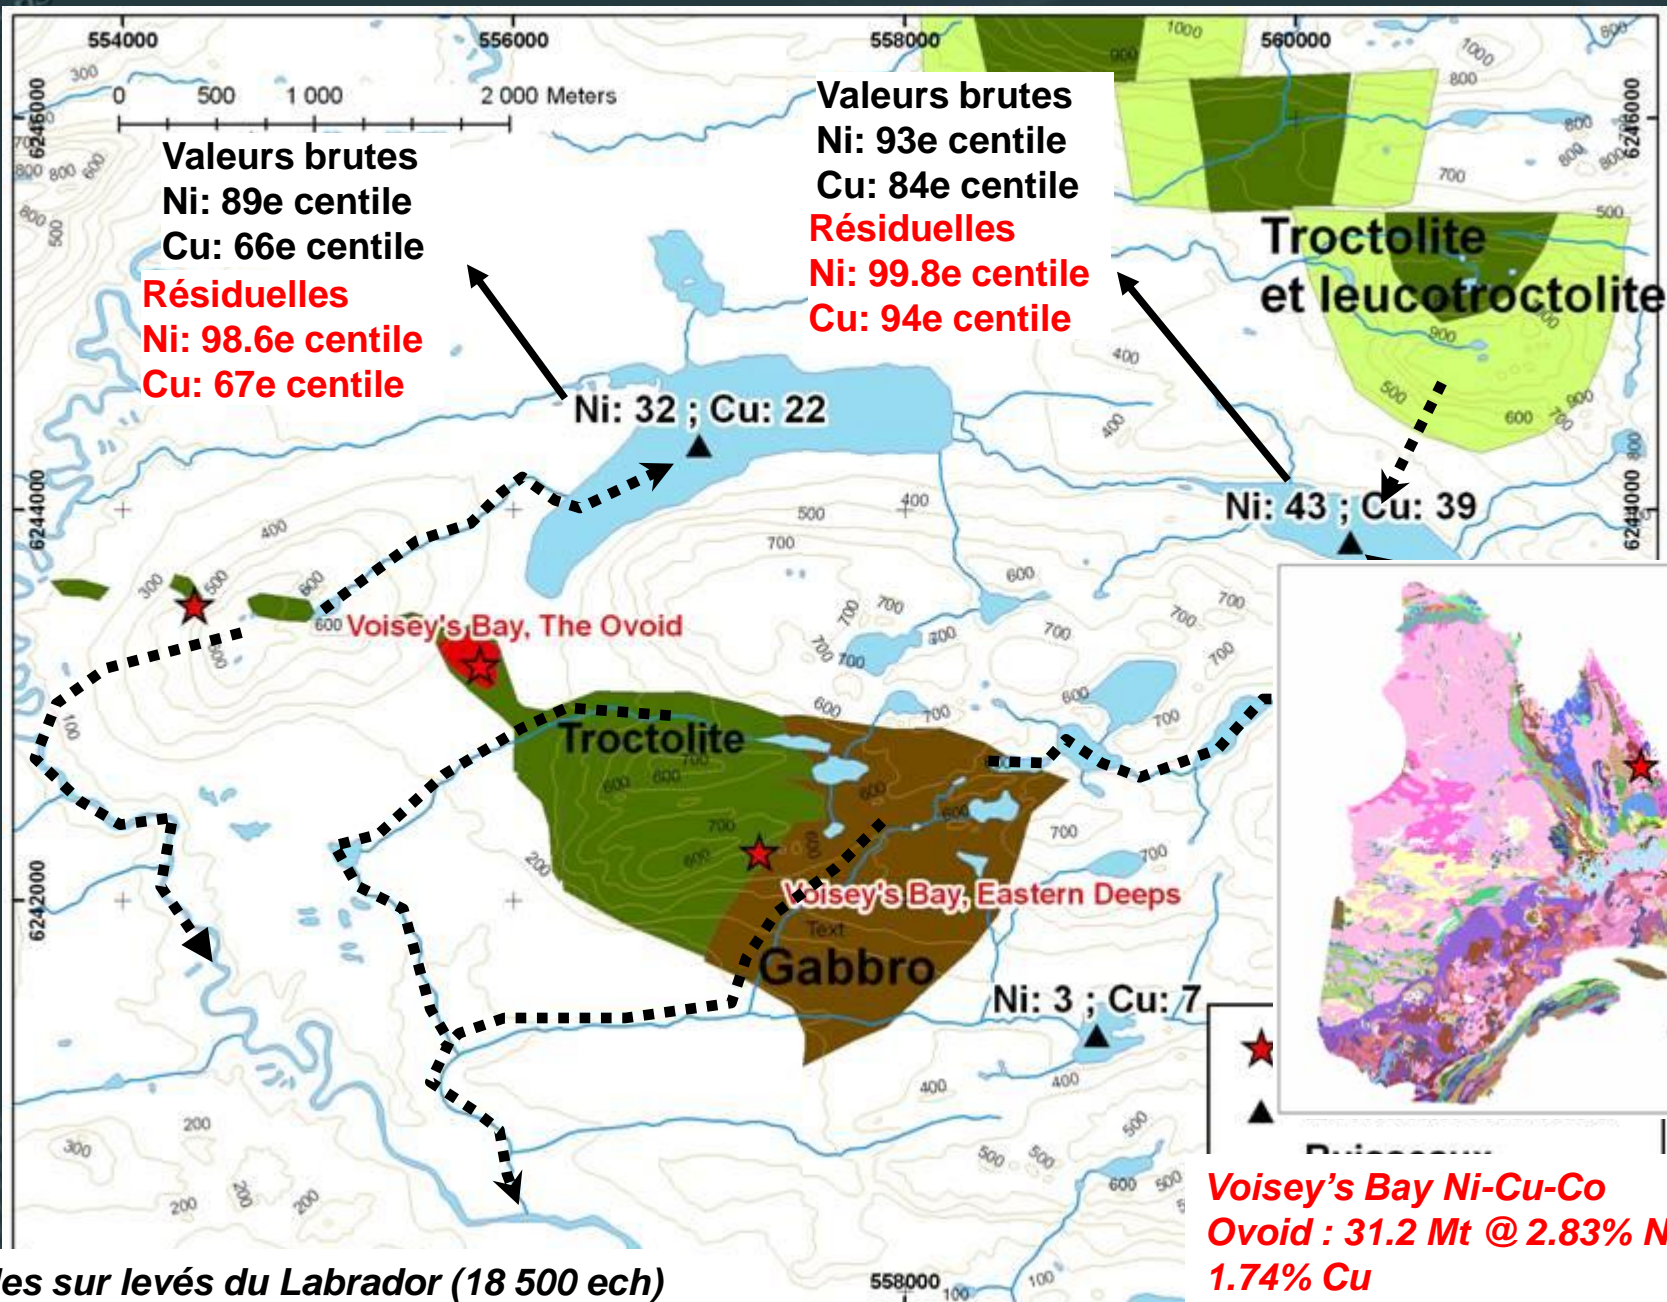 554000
556000
558000
560000
0 500 1 000 2 000 Meters
6246000
6246000
Valeurs brutes
Ni: 89e centile
Cu: 66e centile
Résiduelles
Ni: 98.6e centile
Cu: 67e centile
Valeurs brutes
Ni: 93e centile
Cu: 84e centile
Résiduelles
Ni: 99.8e centile
Cu: 94e centile
Troctolite
et leucotroctolite
Ni: 32 ; Cu: 22
Ni: 43 ; Cu: 39
6244000
6244000
Voisey's Bay, The Ovoid
Troctolite
Voisey's Bay, Eastern Deeps
Text
Gabbro
6242000
Ni: 3 ; Cu: 7
Voisey's Bay Ni-Cu-Co
Ovoid : 31.2 Mt @ 2.83% N
1.74% Cu
les sur levés du Labrador (18 500 ech)
558000